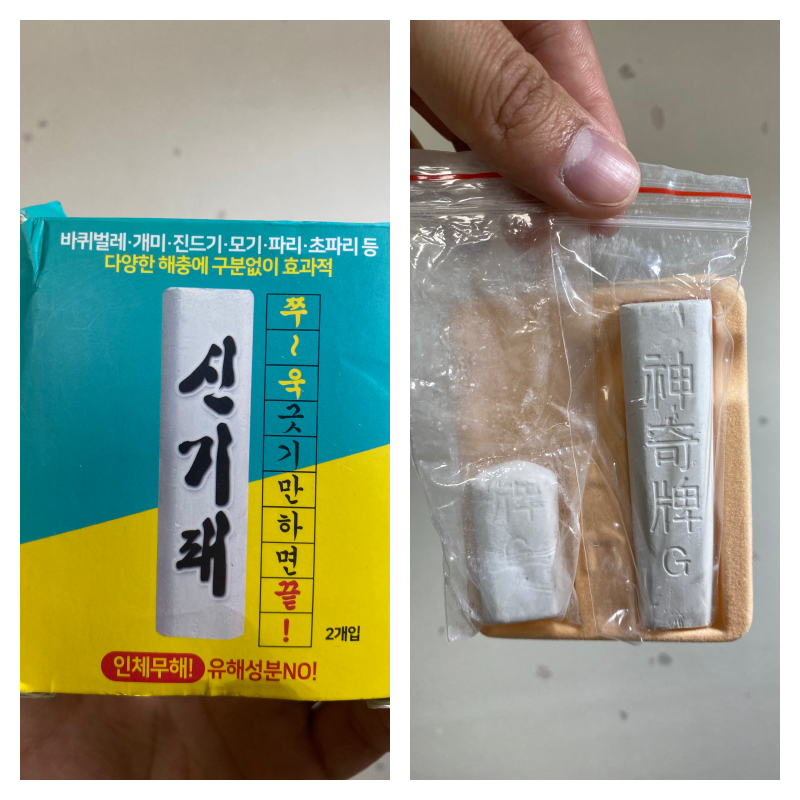 바퀴벌레·개미·진드기·모기·파리·초파리 등
다양한 해충에 구분없이 효과적
신기패
쭈~욱긋기만하면끝!
2개입
인체무해! 유해성분NO!
牌
G
神奇牌
G